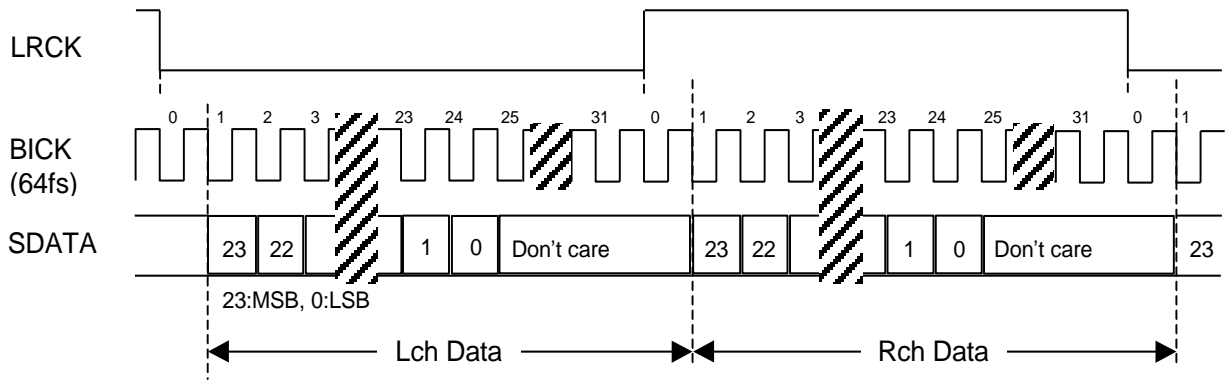 LRCK
0 1 2 3 23 24 25 31 0 1 2 3 23 24 25 31 0 1
BICK
(64fs)
SDATA 23 22 1 0 Don't care 23 22 1 0 Don't care 23
23:MSB, 0:LSB
Lch Data Rch Data